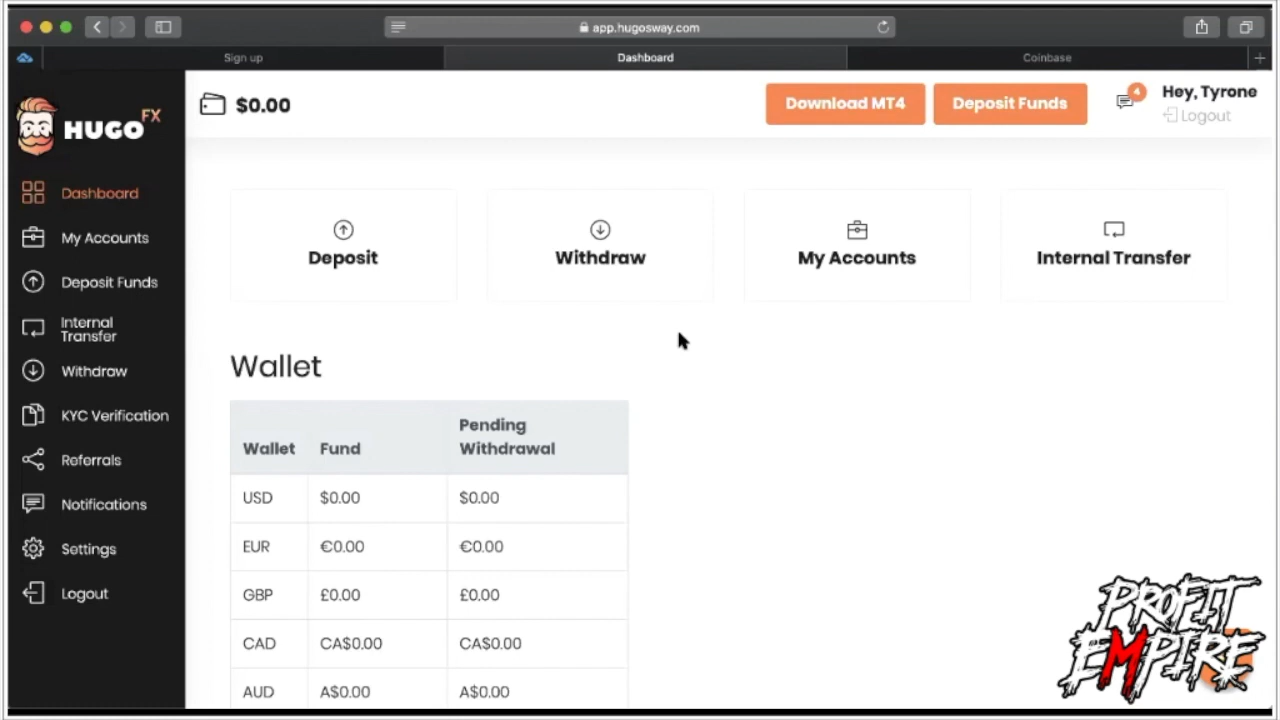 app.hugosway.com
Sign up
Dashboard
Coinbase
HUGO FX
$0.00
Download MT4
Deposit Funds
4
Hey, Tyrone
Logout
Dashboard
My Accounts
Deposit Funds
Internal
Transfer
Withdraw
KYC Verification
Referrals
Notifications
Settings
Logout
Deposit
Withdraw
My Accounts
Internal Transfer
Wallet
Wallet Fund Pending Withdrawal
USD $0.00 $0.00
EUR €0.00 €0.00
GBP £0.00 £0.00
CAD CA$0.00 CA$0.00
AUD A$0.00 A$0.00
PROFIT
EMPIRE